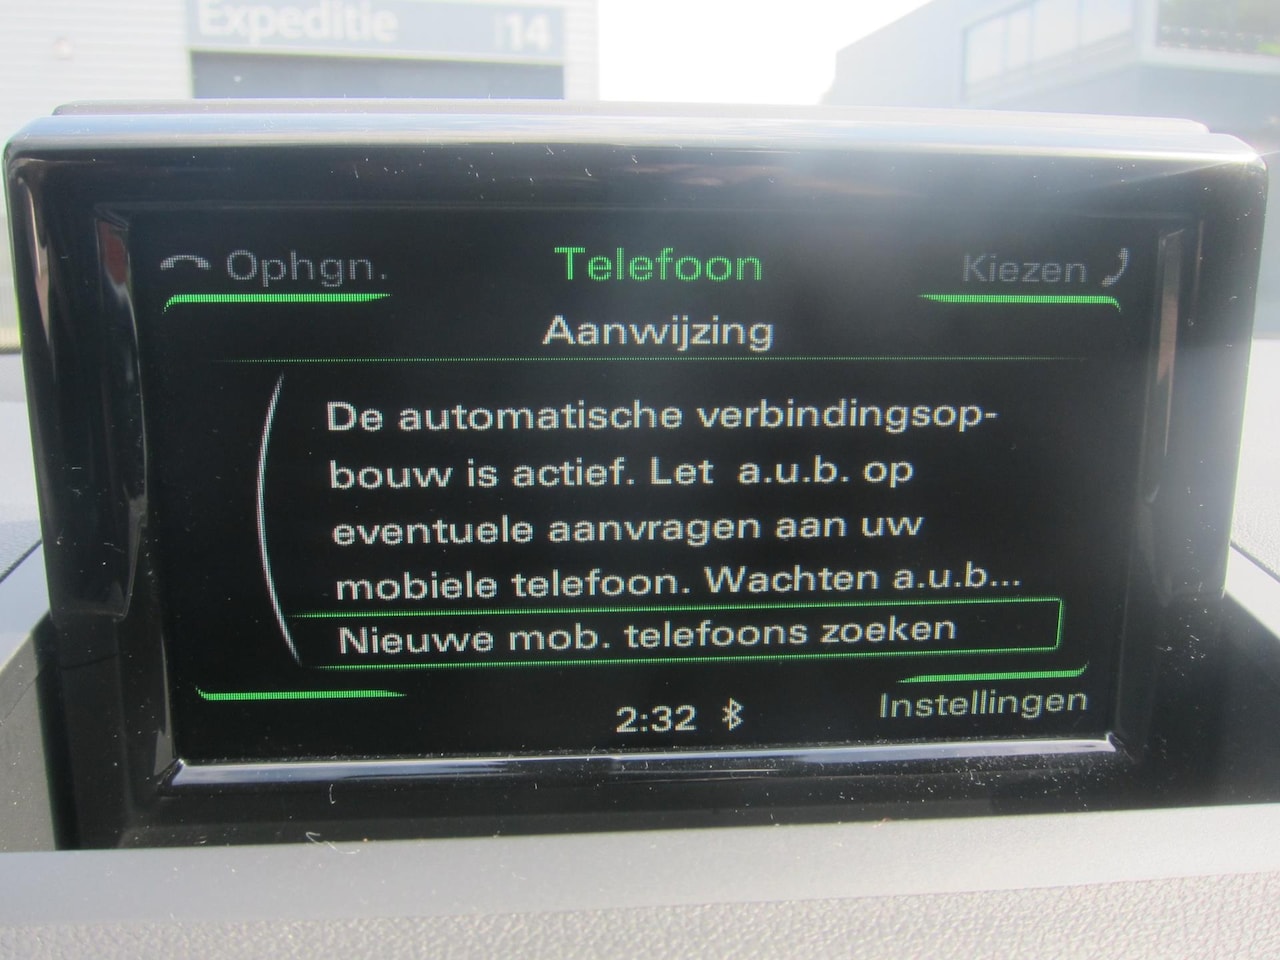 Expeditie 14
Ophgn. Telefoon Kiezen
Aanwijzing
De automatische verbindingsop-
bouw is actief. Let a.u.b. op
eventuele aanvragen aan uw
mobiele telefoon. Wachten a.u.b...
Nieuwe mob. telefoons zoeken
2:32 Instellingen